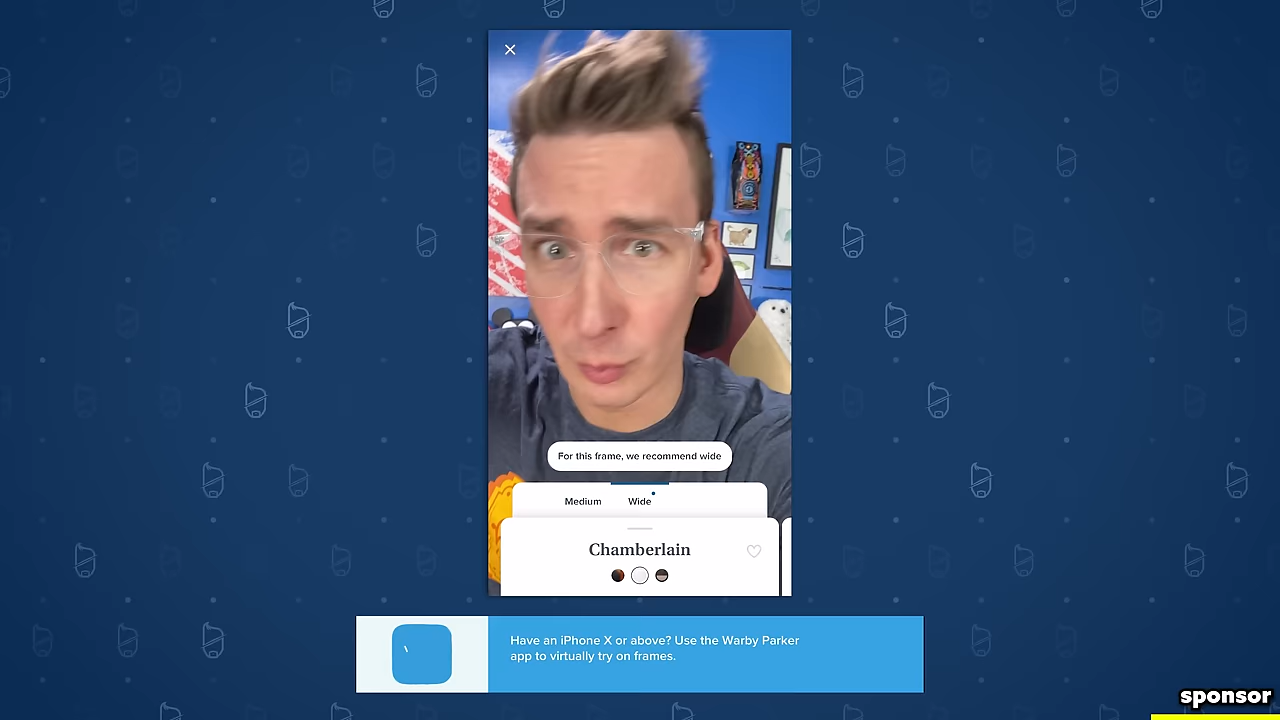 For this frame, we recommend wide
Medium Wide
Chamberlain
Have an iPhone X or above? Use the Warby Parker
app to virtually try on frames.
sponsor